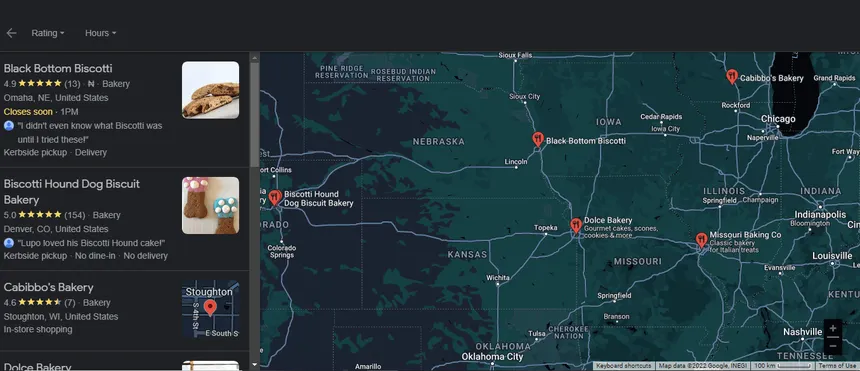 Rating
Hours
Black Bottom Biscotti
4.9 ★★★★★ (13) · ₦ · Bakery
Omaha, NE, United States
Closes soon · 1PM
"I didn't even know what Biscotti was
until I tried these!"
Kerbside pickup · Delivery
Biscotti Hound Dog Biscuit
Bakery
5.0 ★★★★★ (154) · Bakery
Denver, CO, United States
"Lupo loved his Biscotti Hound cake!"
Kerbside pickup · No dine-in · No delivery
Cabibbo's Bakery
4.6 ★★★★★ (7) · Bakery
Stoughton, WI, United States
In-store shopping
Stoughton
S 4th St
E South S
Dolce Bakery
Sioux Falls
PINE RIDGE
RESERVATION
ROSEBUD INDIAN
RESERVATION
Sioux City
Cabibbo's Bakery
Grand Rapids
Rockford
Chicago
Naperville
IOWA
Cedar Rapids
Iowa City
NEBRASKA
Black Bottom Biscotti
Lincoln
Fort Way
ort Collins
Biscotti Hound
Dog Biscuit Bakery
ORADO
Colorado
Springs
ILLINOIS
Springfield
Champaign
INDIANA
Indianapolis
Bloomington
Cin
Dolce Bakery
Gourmet cakes, scones,
cookies & more
Topeka
KANSAS
MISSOURI
Missouri Baking Co
Classic bakery
for Italian treats
Louisville
Evansville
Wichita
KENTU
Springfield
Branson
Nashville
TENNESSEE
Tulsa
CHEROKEE
NATION
OKLAHOMA
Oklahoma City
Amarillo
Keyboard shortcuts
Map data ©2022 Google, INEGI
100 km
Terms of Use